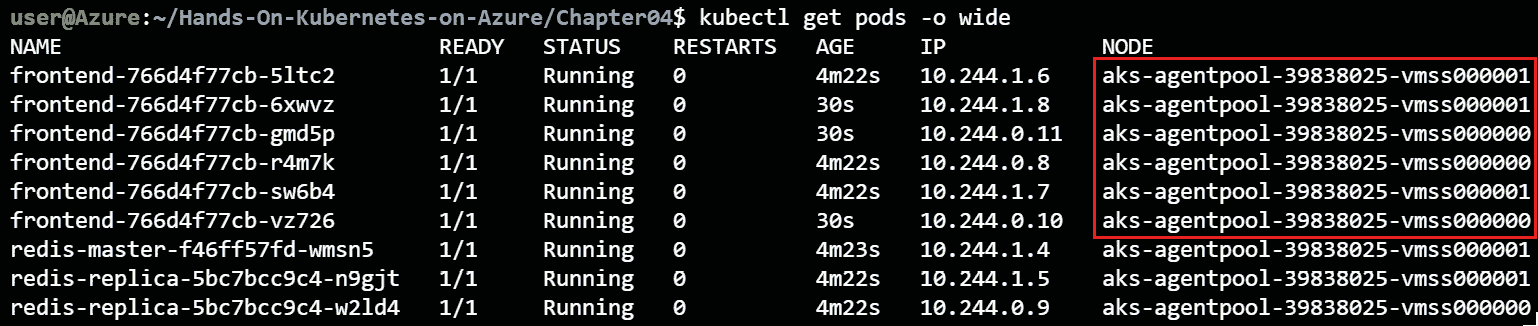 user@Azure:~/Hands-On-Kubernetes-on-Azure/Chapter04$ kubectl get pods -o wide
NAME READY STATUS RESTARTS AGE IP NODE
frontend-766d4f77cb-5ltc2 1/1 Running 0 4m22s 10.244.1.6 aks-agentpool-39838025-vmss000001
frontend-766d4f77cb-6xwvz 1/1 Running 0 30s 10.244.1.8 aks-agentpool-39838025-vmss000001
frontend-766d4f77cb-gmd5p 1/1 Running 0 30s 10.244.0.11 aks-agentpool-39838025-vmss000000
frontend-766d4f77cb-r4m7k 1/1 Running 0 4m22s 10.244.0.8 aks-agentpool-39838025-vmss000000
frontend-766d4f77cb-sw6b4 1/1 Running 0 4m22s 10.244.1.7 aks-agentpool-39838025-vmss000001
frontend-766d4f77cb-vz726 1/1 Running 0 30s 10.244.0.10 aks-agentpool-39838025-vmss000000
redis-master-f46ff57fd-wmsn5 1/1 Running 0 4m23s 10.244.1.4 aks-agentpool-39838025-vmss000001
redis-replica-5bc7bcc9c4-n9gjt 1/1 Running 0 4m22s 10.244.1.5 aks-agentpool-39838025-vmss000001
redis-replica-5bc7bcc9c4-w2ld4 1/1 Running 0 4m22s 10.244.0.9 aks-agentpool-39838025-vmss000000